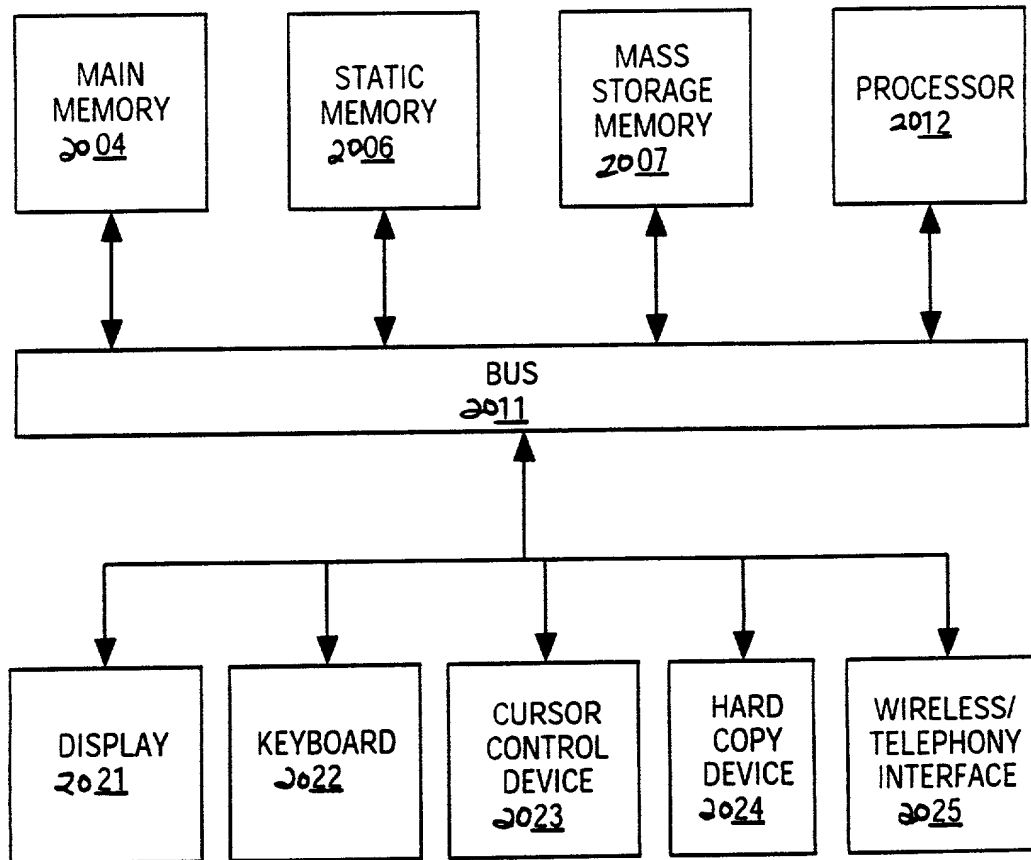 MAIN
MEMORY
2004
STATIC
MEMORY
2006
MASS
STORAGE
MEMORY
2007
PROCESSOR
2012
BUS
2011
DISPLAY
2021
KEYBOARD
2022
CURSOR
CONTROL
DEVICE
2023
HARD
COPY
DEVICE
2024
WIRELESS/
TELEPHONY
INTERFACE
2025